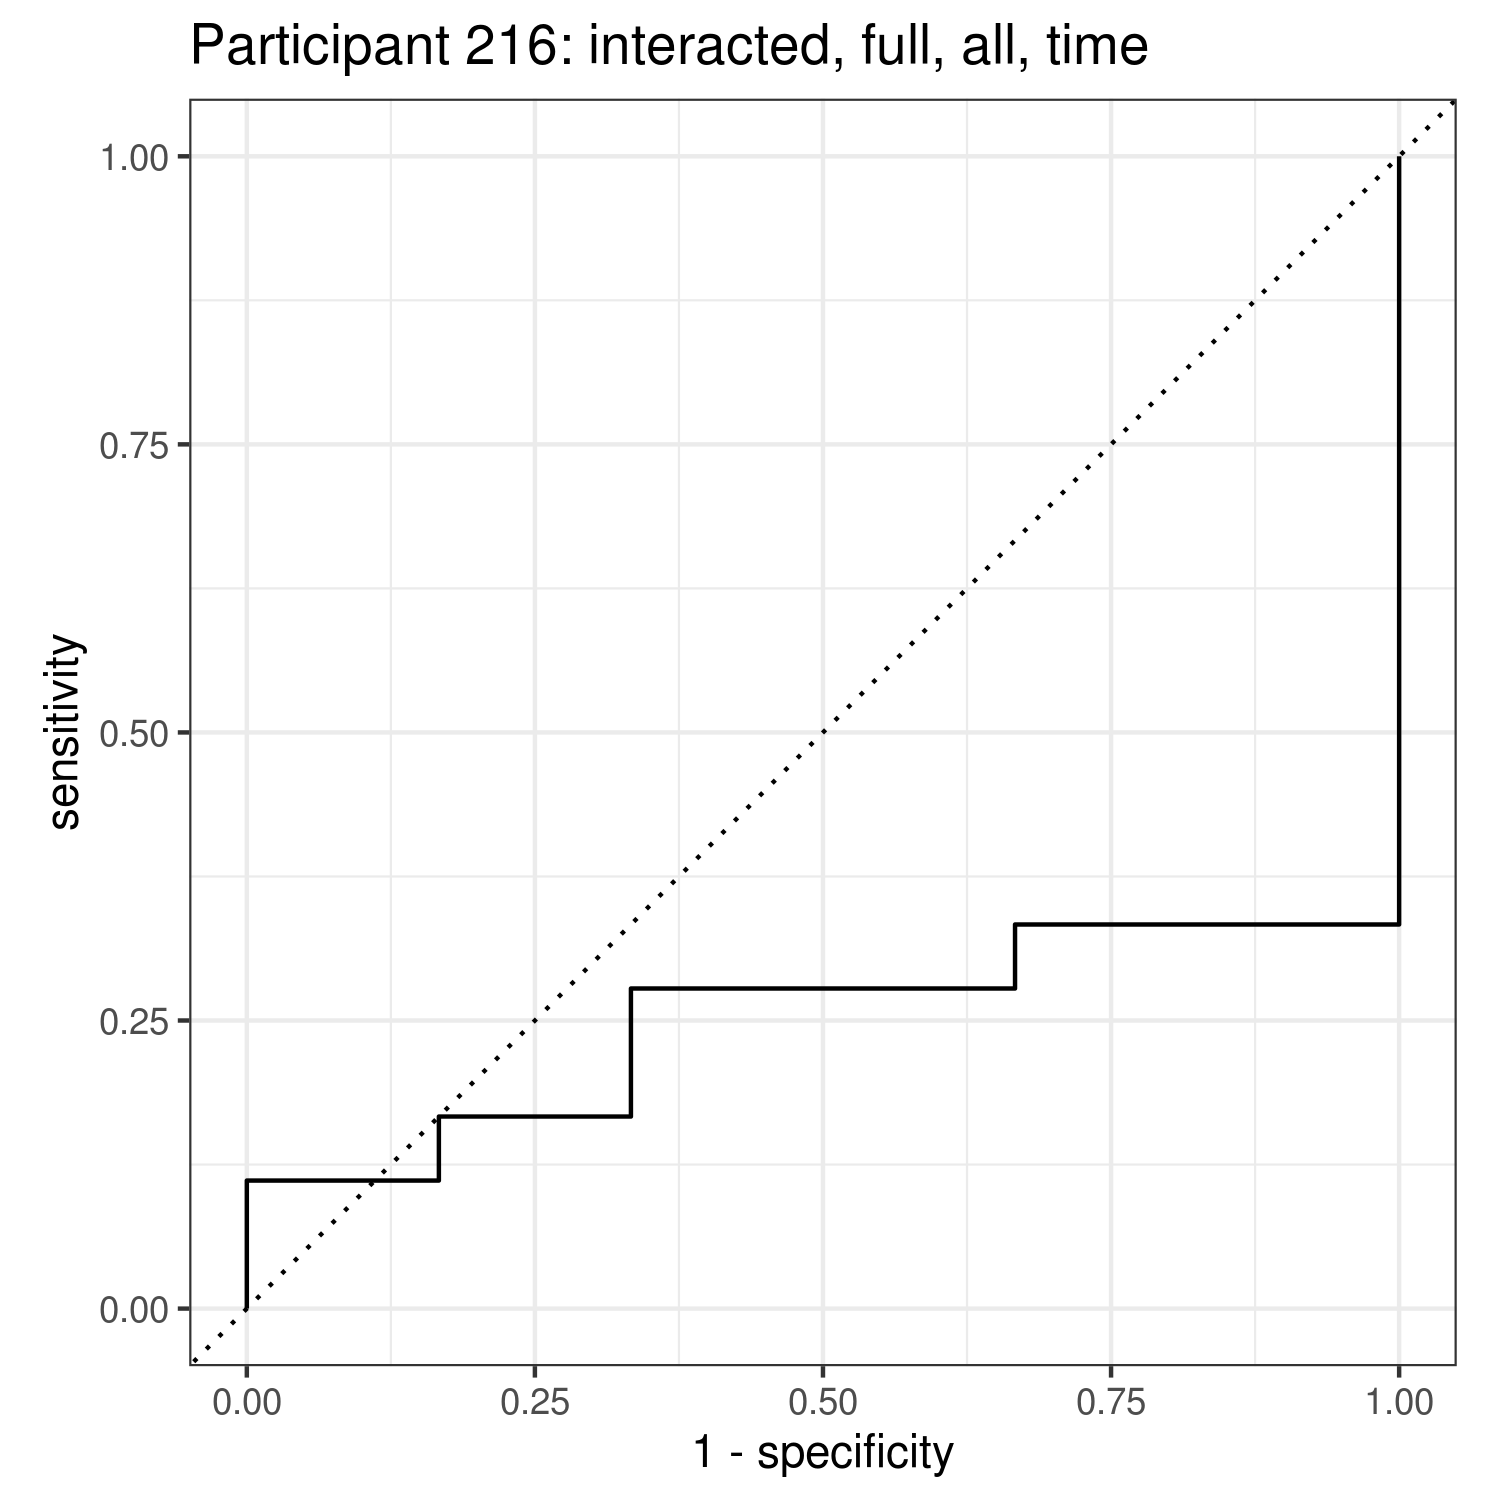 Participant 216: interacted, full, all, time
1.00
0.75
0.50
0.25
0.00
sensitivity
0.00 0.25 0.50 0.75 1.00
1 - specificity